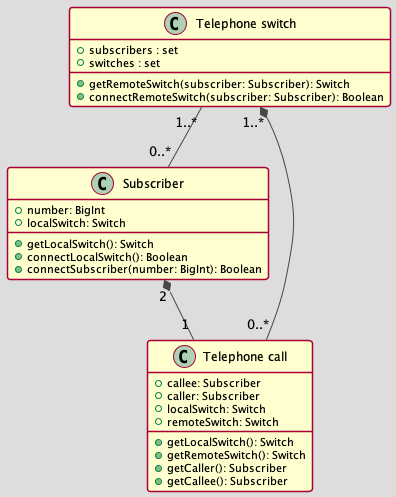 C Telephone switch
subscribers : set
switches : set
getRemoteSwitch(subscriber: Subscriber): Switch
connectRemoteSwitch(subscriber: Subscriber): Boolean
1..* 1..*
0..*
C Subscriber
number: BigInt
localSwitch: Switch
getLocalSwitch(): Switch
connectLocalSwitch(): Boolean
connectSubscriber(number: BigInt): Boolean
2
1 0..*
C Telephone call
callee: Subscriber
caller: Subscriber
localSwitch: Switch
remoteSwitch: Switch
getLocalSwitch(): Switch
getRemoteSwitch(): Switch
getCaller(): Subscriber
getCallee(): Subscriber